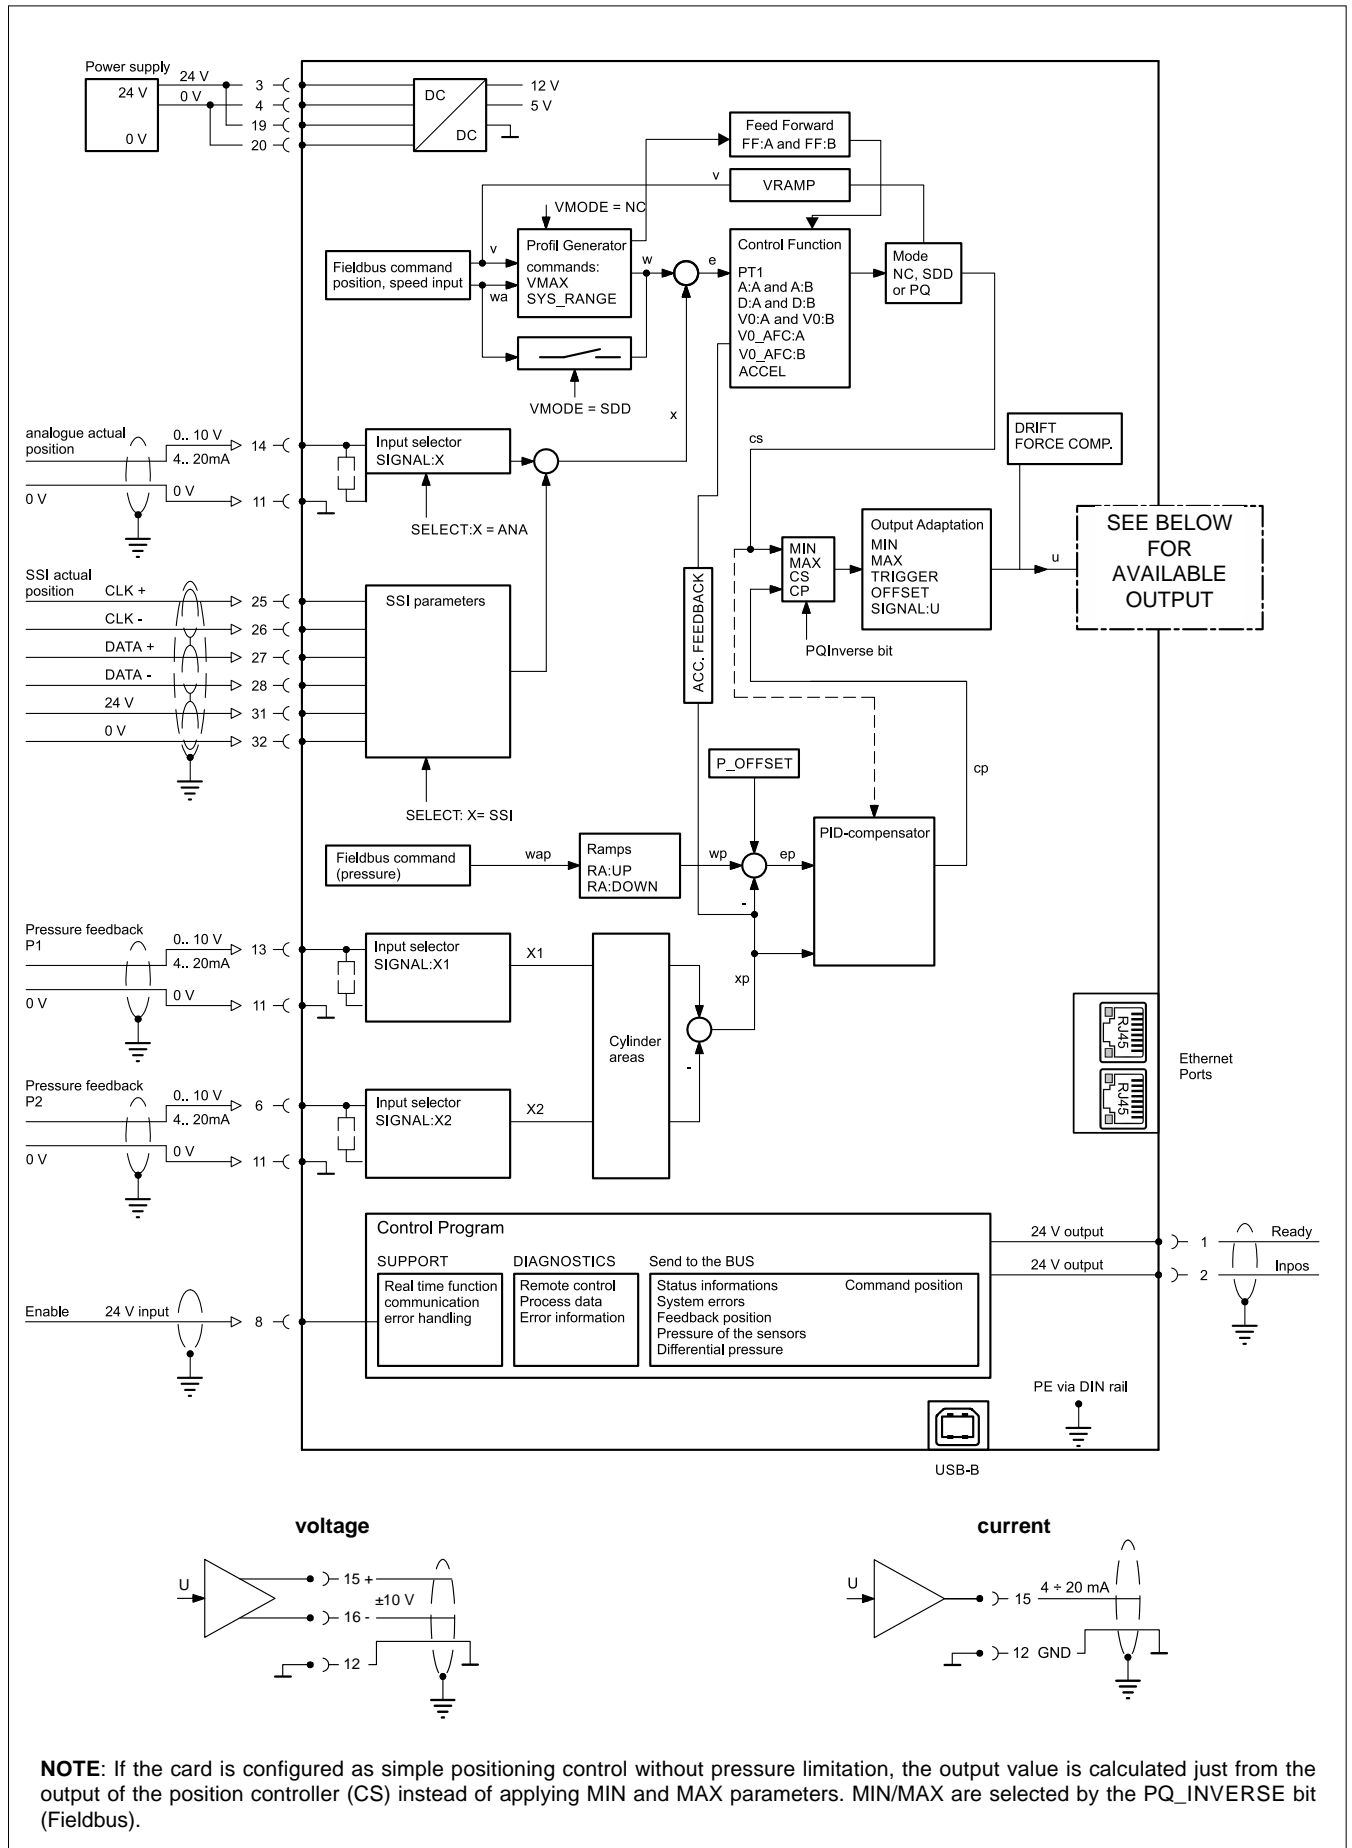 Power supply
24 V
0 V
24 V
0 V
3
4
19
20
DC
DC
12 V
5 V
Feed Forward
FF:A and FF:B
v
VRAMP
VMODE = NC
Fieldbus command
position, speed input
v
wa
Profil Generator
commands:
VMAX
SYS_RANGE
w
e
Control Function
PT1
A:A and A:B
D:A and D:B
V0:A and V0:B
V0_AFC:A
V0_AFC:B
ACCEL
Mode
NC, SDD
or PQ
VMODE = SDD
x
cs
analogue actual
position
0.. 10 V
4.. 20mA
14
0 V
0 V
11
Input selector
SIGNAL:X
SELECT:X = ANA
DRIFT
FORCE COMP.
MIN
MAX
CS
CP
Output Adaptation
MIN
MAX
TRIGGER
OFFSET
SIGNAL:U
u
SEE BELOW
FOR
AVAILABLE
OUTPUT
PQInverse bit
ACC. FEEDBACK
SSI actual
position
CLK +
25
CLK -
26
DATA +
27
DATA -
28
24 V
31
0 V
32
SSI parameters
SELECT: X= SSI
P_OFFSET
cp
PID-compensator
Fieldbus command
(pressure)
wap
Ramps
RA:UP
RA:DOWN
wp
ep
-
Pressure feedback
P1
0.. 10 V
4.. 20mA
13
0 V
0 V
11
Input selector
SIGNAL:X1
X1
xp
Cylinder
areas
-
Pressure feedback
P2
0.. 10 V
4.. 20mA
6
0 V
0 V
11
Input selector
SIGNAL:X2
X2
RJ45
RJ45
Ethernet
Ports
Control Program
SUPPORT
Real time function
communication
error handling
DIAGNOSTICS
Remote control
Process data
Error information
Send to the BUS
Status informations Command position
System errors
Feedback position
Pressure of the sensors
Differential pressure
24 V output
1
Ready
24 V output
2
Inpos
Enable
24 V input
8
PE via DIN rail
USB-B
voltage
U
15 +
±10 V
16 -
12
current
U
15
4 ÷ 20 mA
12 GND
NOTE: If the card is configured as simple positioning control without pressure limitation, the output value is calculated just from the
output of the position controller (CS) instead of applying MIN and MAX parameters. MIN/MAX are selected by the PQ_INVERSE bit
(Fieldbus).